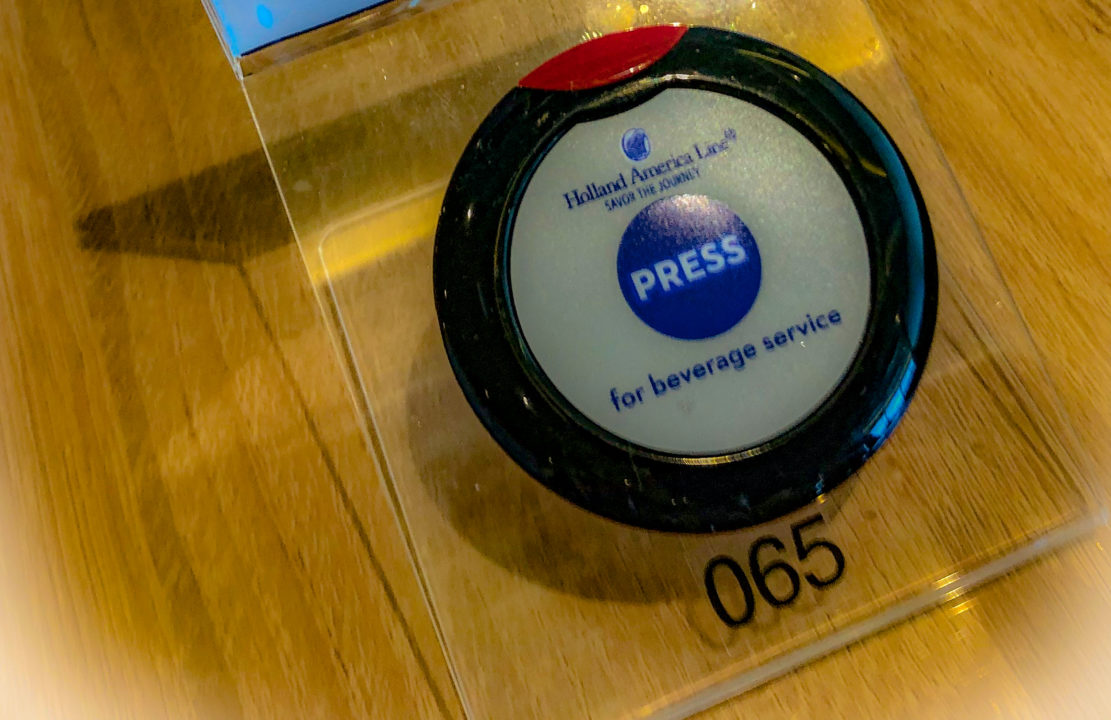 Holland America Line®
SAVOR THE JOURNEY
PRESS
for beverage service
065